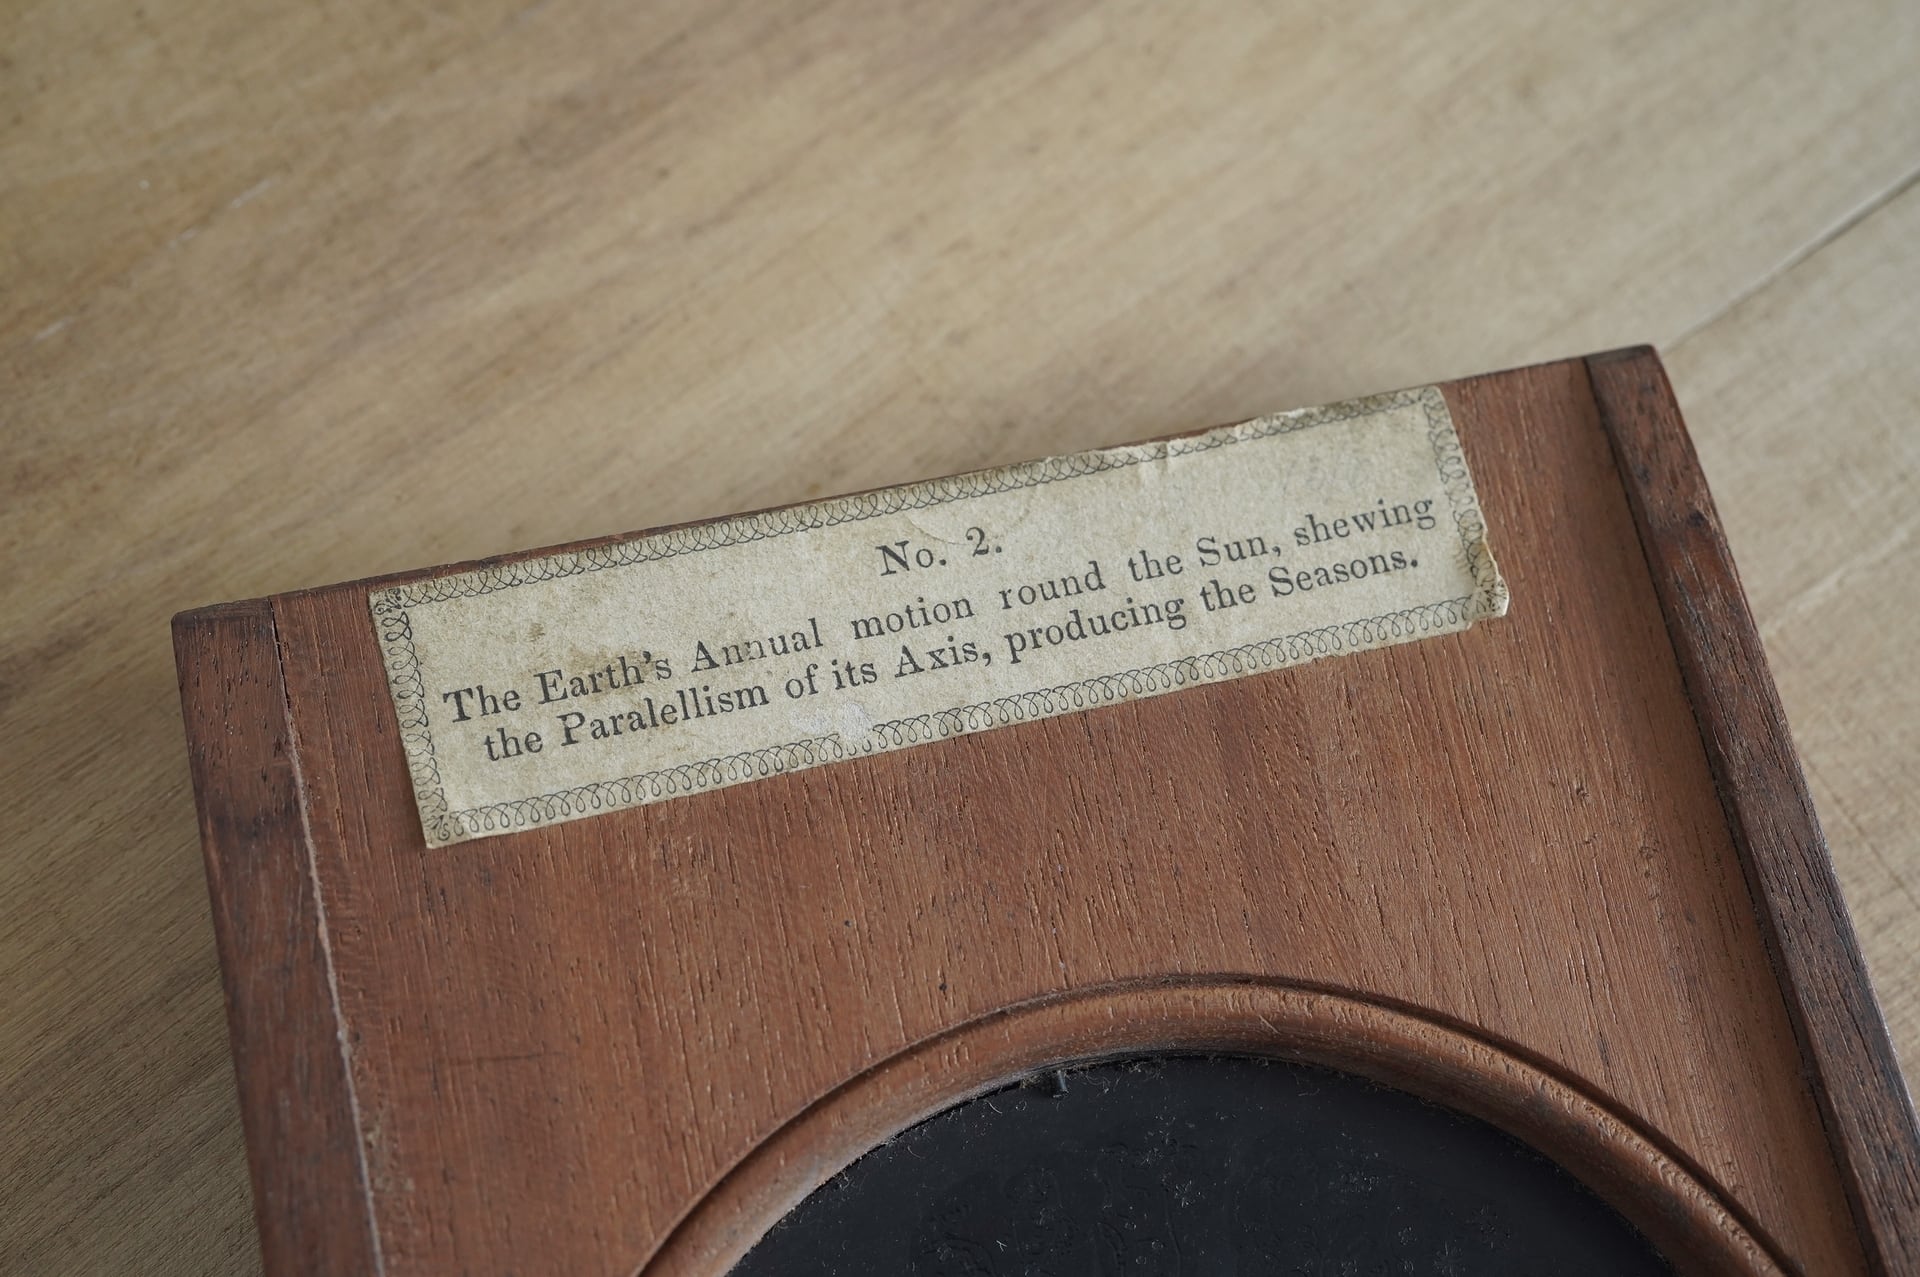 No. 2.
The Earth's Annual motion round the Sun, shewing
the Paralellism of its Axis, producing the Seasons.